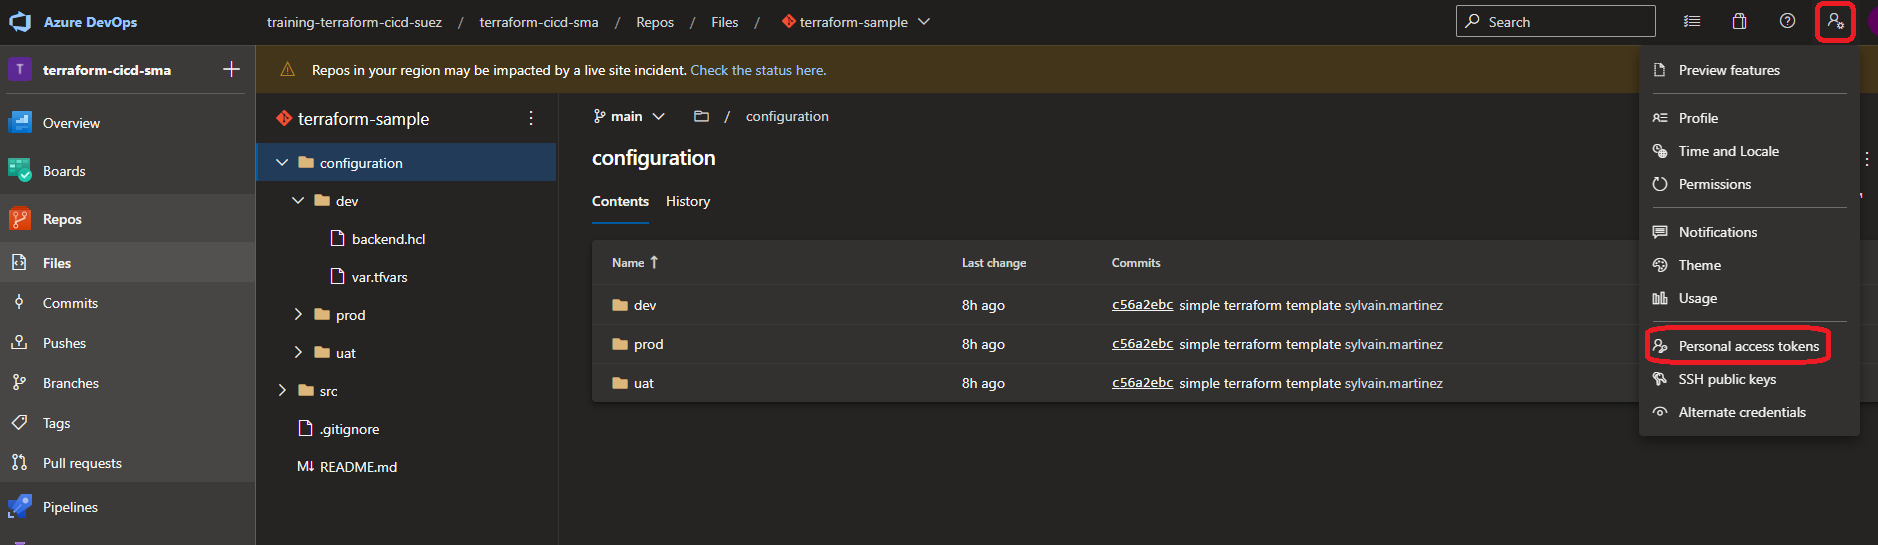 Azure DevOps
training-terraform-cicd-suez / terraform-cicd-sma / Repos / Files / terraform-sample
Search
T terraform-cicd-sma
Overview
Boards
Repos
Files
Commits
Pushes
Branches
Tags
Pull requests
Pipelines
Repos in your region may be impacted by a live site incident. Check the status here.
terraform-sample
configuration
dev
backend.hcl
var.tfvars
prod
uat
src
.gitignore
README.md
main / configuration
configuration
Contents History
Name Last change Commits
dev 8h ago c56a2ebc simple terraform template sylvain.martinez
prod 8h ago c56a2ebc simple terraform template sylvain.martinez
uat 8h ago c56a2ebc simple terraform template sylvain.martinez
Preview features
Profile
Time and Locale
Permissions
Notifications
Theme
Usage
Personal access tokens
SSH public keys
Alternate credentials